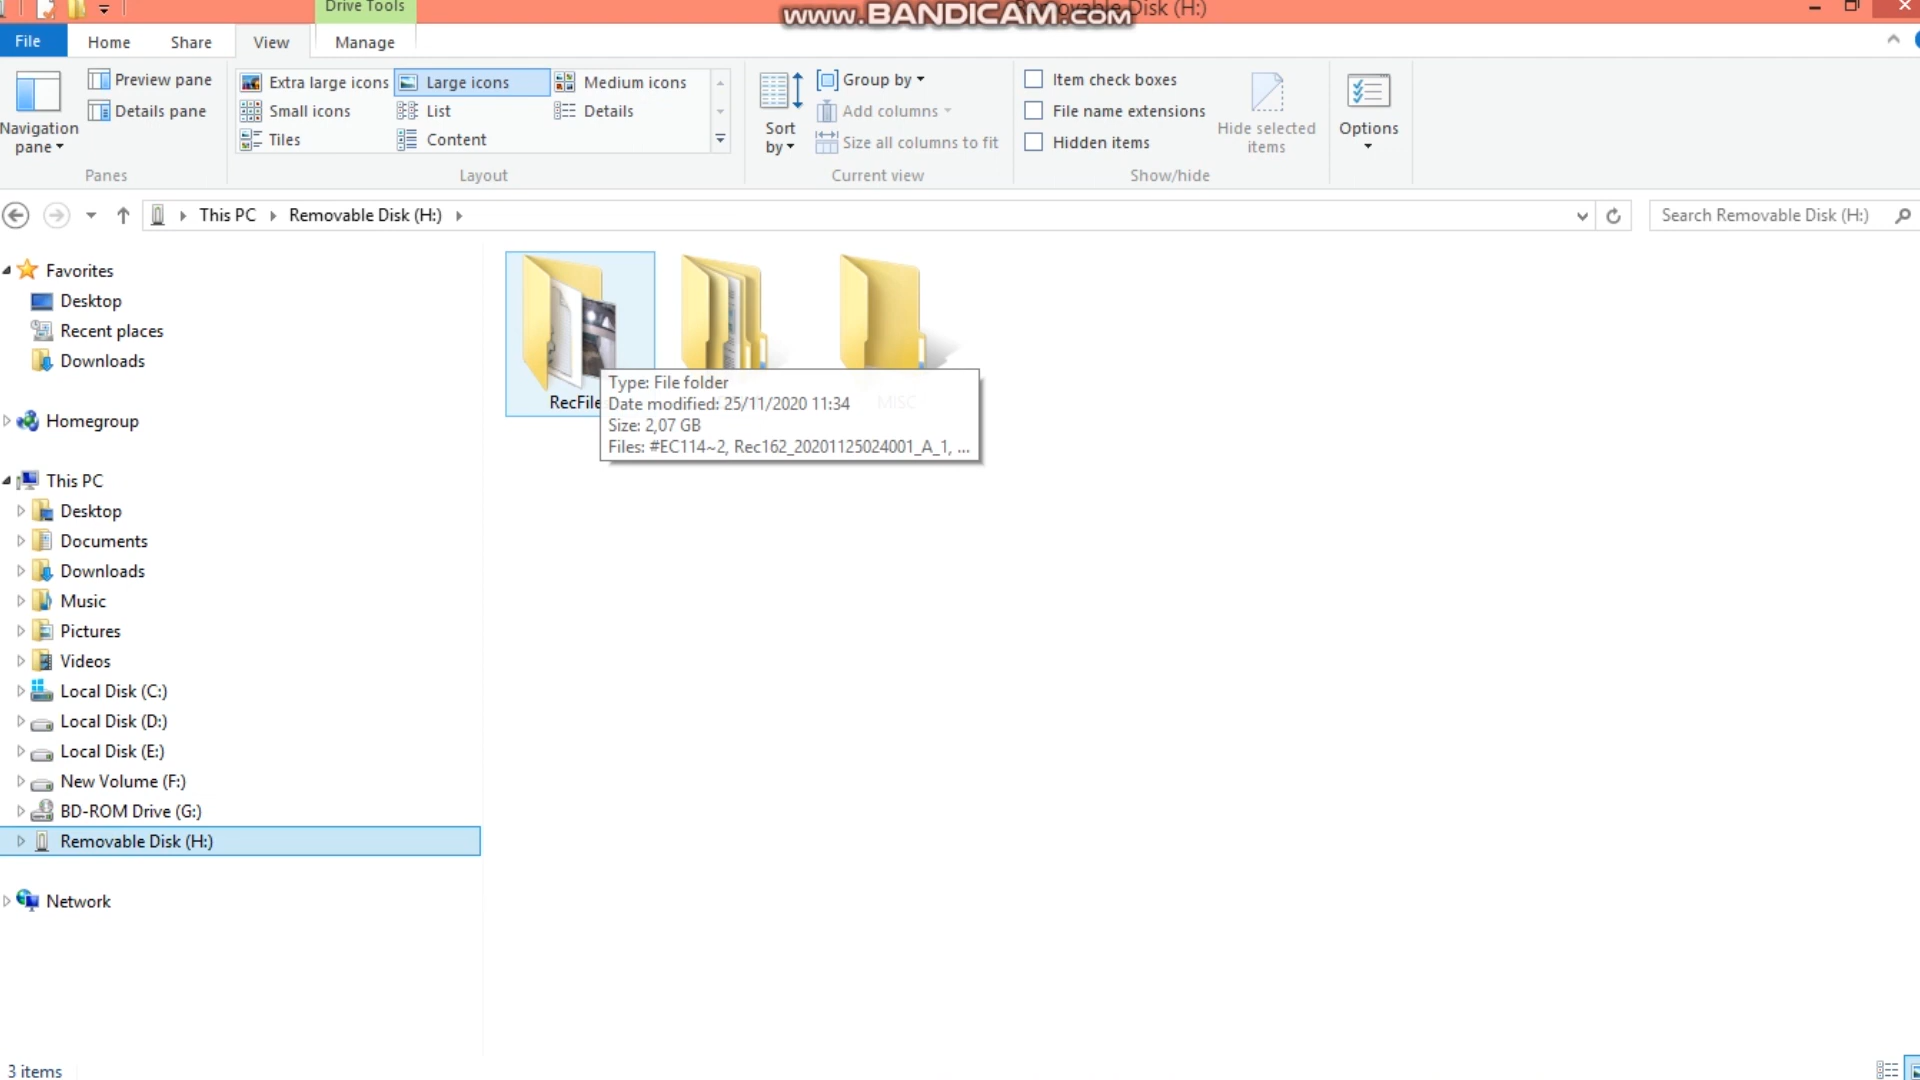 Drive Tools
www.BANDICAM.com
Disk (H:)
File
Home
Share
View
Manage
Navigation
pane
Preview pane
Details pane
Panes
Extra large icons
Large icons
Medium icons
Small icons
List
Details
Tiles
Content
Layout
Sort
by
Group by
Add columns
Size all columns to fit
Current view
Item check boxes
File name extensions
Hidden items
Hide selected
items
Show/hide
Options
This PC
Removable Disk (H:)
Search Removable Disk (H:)
Favorites
Desktop
Recent places
Downloads
Homegroup
This PC
Desktop
Documents
Downloads
Music
Pictures
Videos
Local Disk (C:)
Local Disk (D:)
Local Disk (E:)
New Volume (F:)
BD-ROM Drive (G:)
Removable Disk (H:)
Network
RecFile
MISC
Type: File folder
Date modified: 25/11/2020 11:34
Size: 2,07 GB
Files: #EC114~2, Rec162_20201125024001_A_1, ...
3 items